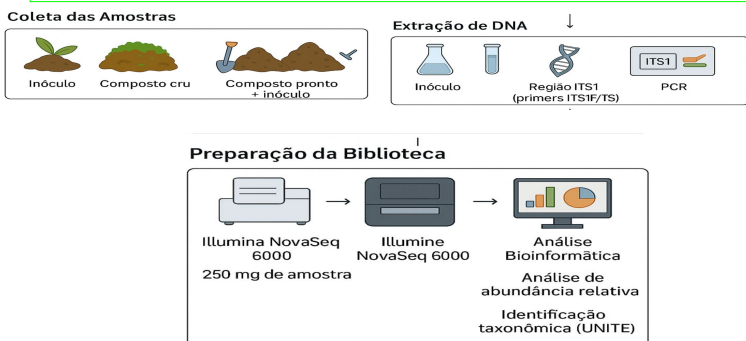 Coleta das Amostras
Inóculo
Composto cru
Composto pronto
+ inóculo
Extração de DNA
Inóculo
Região ITS1
(primers ITS1F/TS)
ITS1
PCR
Preparação da Biblioteca
Illumina NovaSeq
6000
250 mg de amostra
Illumine
NovaSeq 6000
Análise
Bioinformãtica
Análise de
abundância relativa
Identificação
taxonômica (UNITE)